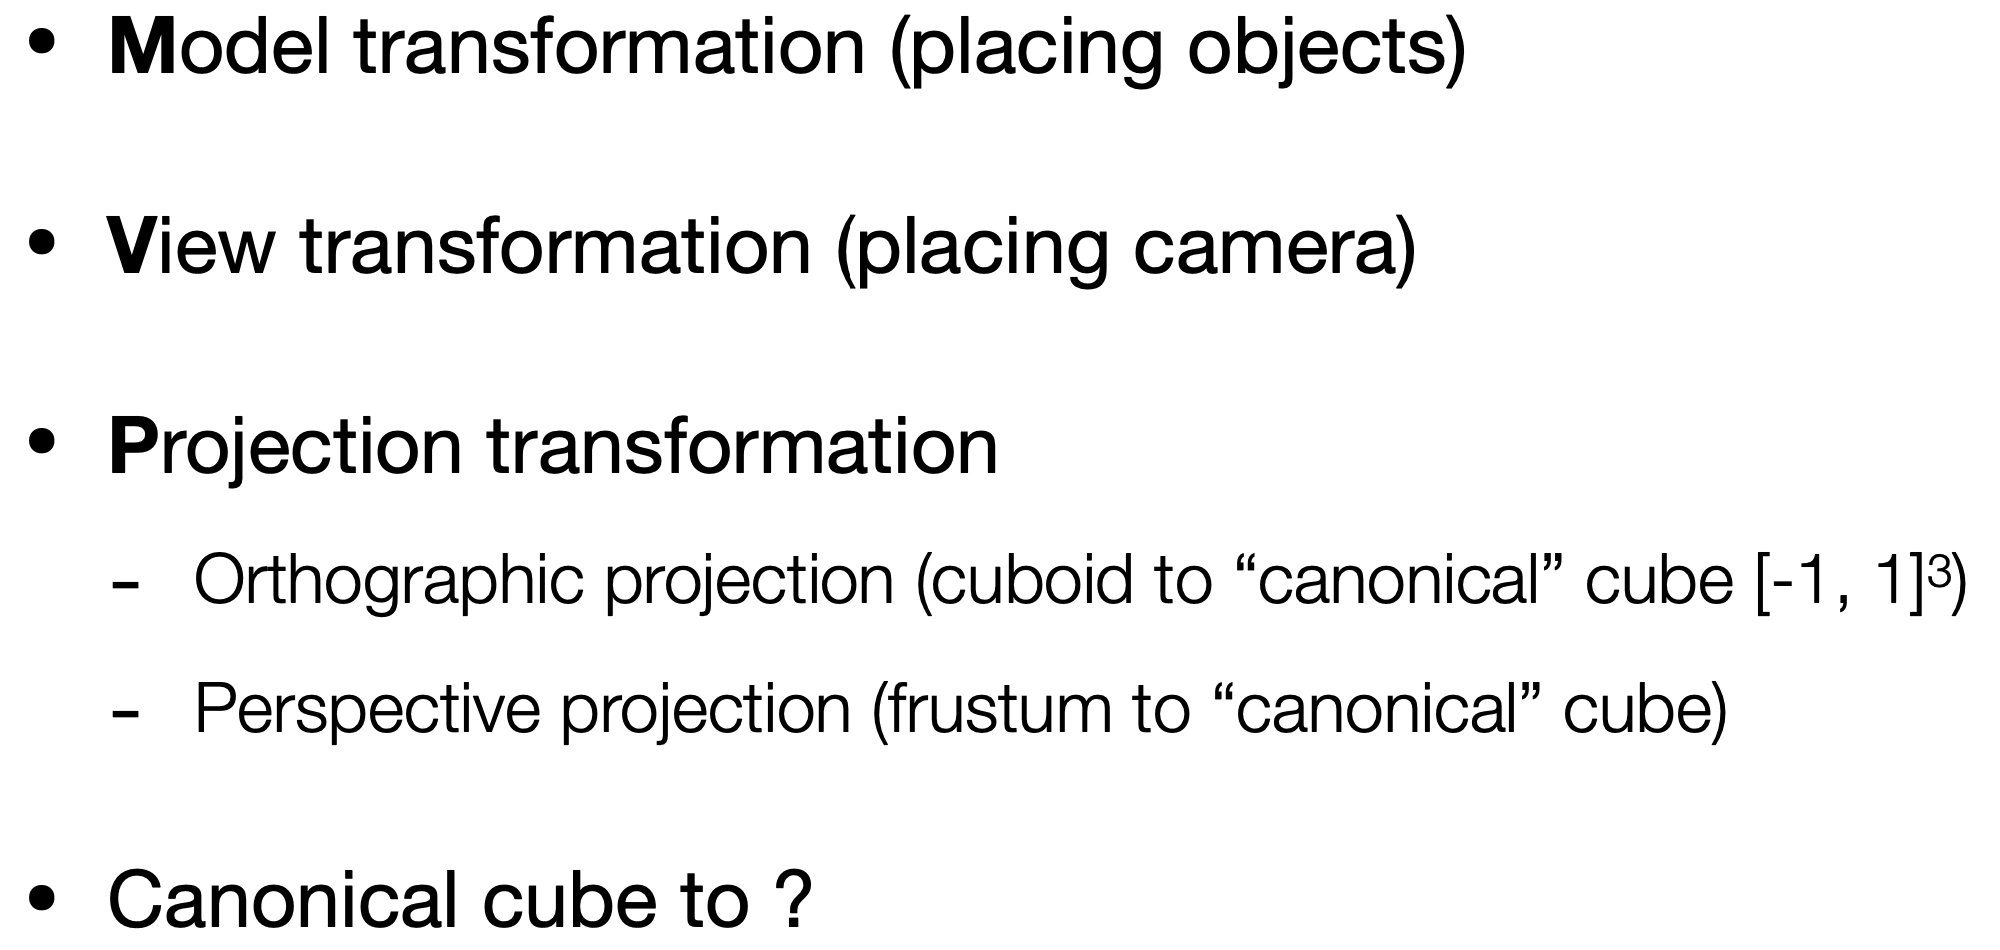 • Model transformation (placing objects)
• View transformation (placing camera)
• Projection transformation
- Orthographic projection (cuboid to “canonical” cube [-1, 1]³)
- Perspective projection (frustum to “canonical” cube)
• Canonical cube to ?